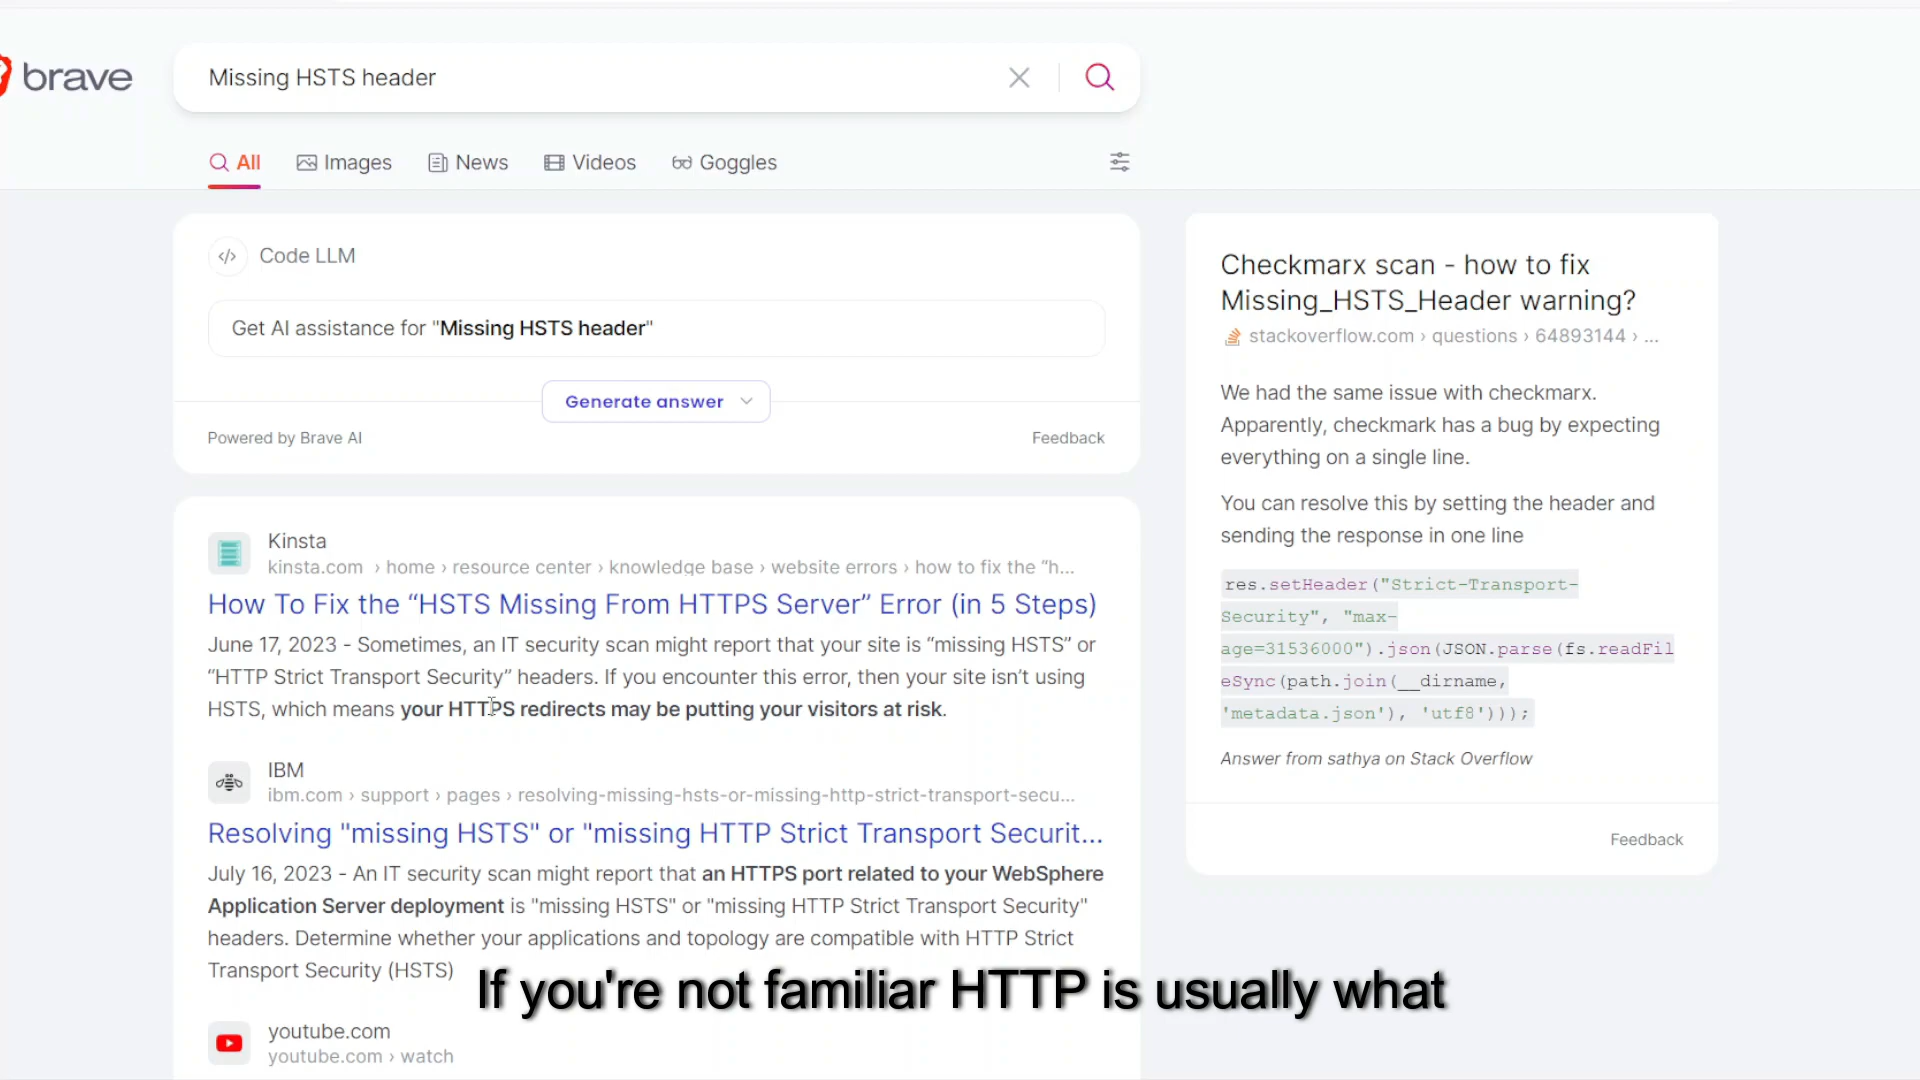 brave
Missing HSTS header
All Images News Videos Goggles
Code LLM
Get AI assistance for "Missing HSTS header"
Generate answer
Powered by Brave AI
Feedback
Kinsta
kinsta.com › home › resource center › knowledge base › website errors › how to fix the “h...
How To Fix the “HSTS Missing From HTTPS Server” Error (in 5 Steps)
June 17, 2023 - Sometimes, an IT security scan might report that your site is “missing HSTS” or
“HTTP Strict Transport Security” headers. If you encounter this error, then your site isn’t using
HSTS, which means your HTTPS redirects may be putting your visitors at risk.
IBM
ibm.com › support › pages › resolving-missing-hsts-or-missing-http-strict-transport-secu...
Resolving "missing HSTS" or "missing HTTP Strict Transport Securit...
July 16, 2023 - An IT security scan might report that an HTTPS port related to your WebSphere
Application Server deployment is "missing HSTS" or "missing HTTP Strict Transport Security"
headers. Determine whether your applications and topology are compatible with HTTP Strict
Transport Security (HSTS)
youtube.com
youtube.com › watch
Checkmarx scan - how to fix
Missing_HSTS_Header warning?
stackoverflow.com › questions › 64893144 › ...
We had the same issue with checkmarx.
Apparently, checkmark has a bug by expecting
everything on a single line.
You can resolve this by setting the header and
sending the response in one line
res.setHeader("Strict-Transport-
Security", "max-
age=31536000").json(JSON.parse(fs.readFil
eSync(path.join(__dirname,
'metadata.json'), 'utf8')));
Answer from sathya on Stack Overflow
Feedback
If you're not familiar HTTP is usually what